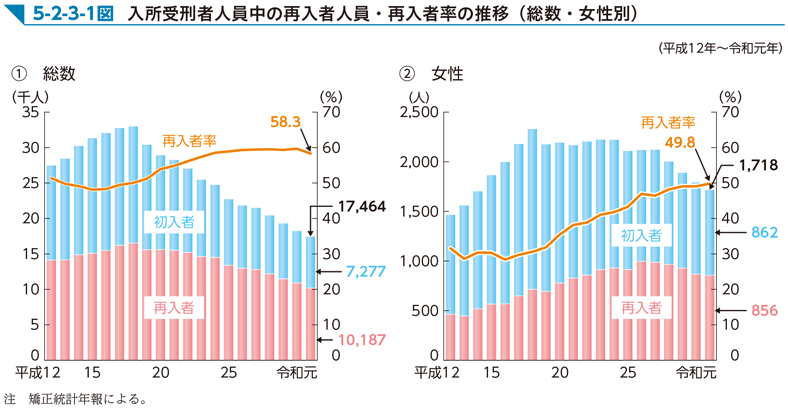 5-2-3-1図 入所受刑者人員中の再入者人員・再入者率の推移（総数・女性別）
（平成12年～令和元年）
① 総数
（千人）
（％）
35
30
25
20
15
10
5
0
70
60
50
40
30
20
10
0
再入者率
58.3
初入者
再入者
17,464
7,277
10,187
平成12
15
20
25
令和元
② 女性
（人）
（％）
2,500
2,000
1,500
1,000
500
0
70
60
50
40
30
20
10
0
再入者率
49.8
初入者
再入者
1,718
862
856
平成12
15
20
25
令和元
注 矯正統計年報による。